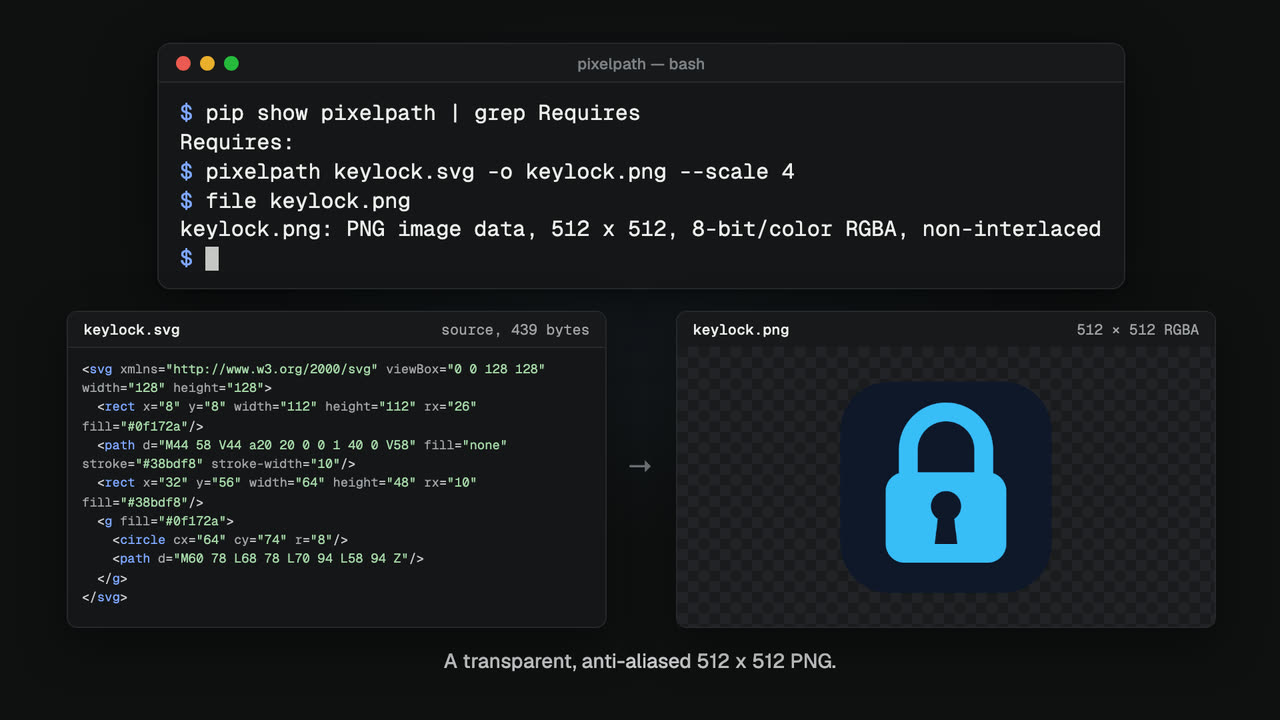 pixelpath — bash
$ pip show pixelpath | grep Requires
Requires:
$ pixelpath keylock.svg -o keylock.png --scale 4
$ file keylock.png
keylock.png: PNG image data, 512 x 512, 8-bit/color RGBA, non-interlaced
$
keylock.svg
source, 439 bytes
<svg xmlns="http://www.w3.org/2000/svg" viewBox="0 0 128 128"
width="128" height="128">
  <rect x="8" y="8" width="112" height="112" rx="26"
fill="#0f172a"/>
  <path d="M44 58 V44 a20 20 0 0 1 40 0 V58" fill="none"
stroke="#38bdf8" stroke-width="10"/>
  <rect x="32" y="56" width="64" height="48" rx="10"
fill="#38bdf8"/>
  <g fill="#0f172a">
    <circle cx="64" cy="74" r="8"/>
    <path d="M60 78 L68 78 L70 94 L58 94 Z"/>
  </g>
</svg>
→
keylock.png
512 × 512 RGBA
A transparent, anti-aliased 512 x 512 PNG.